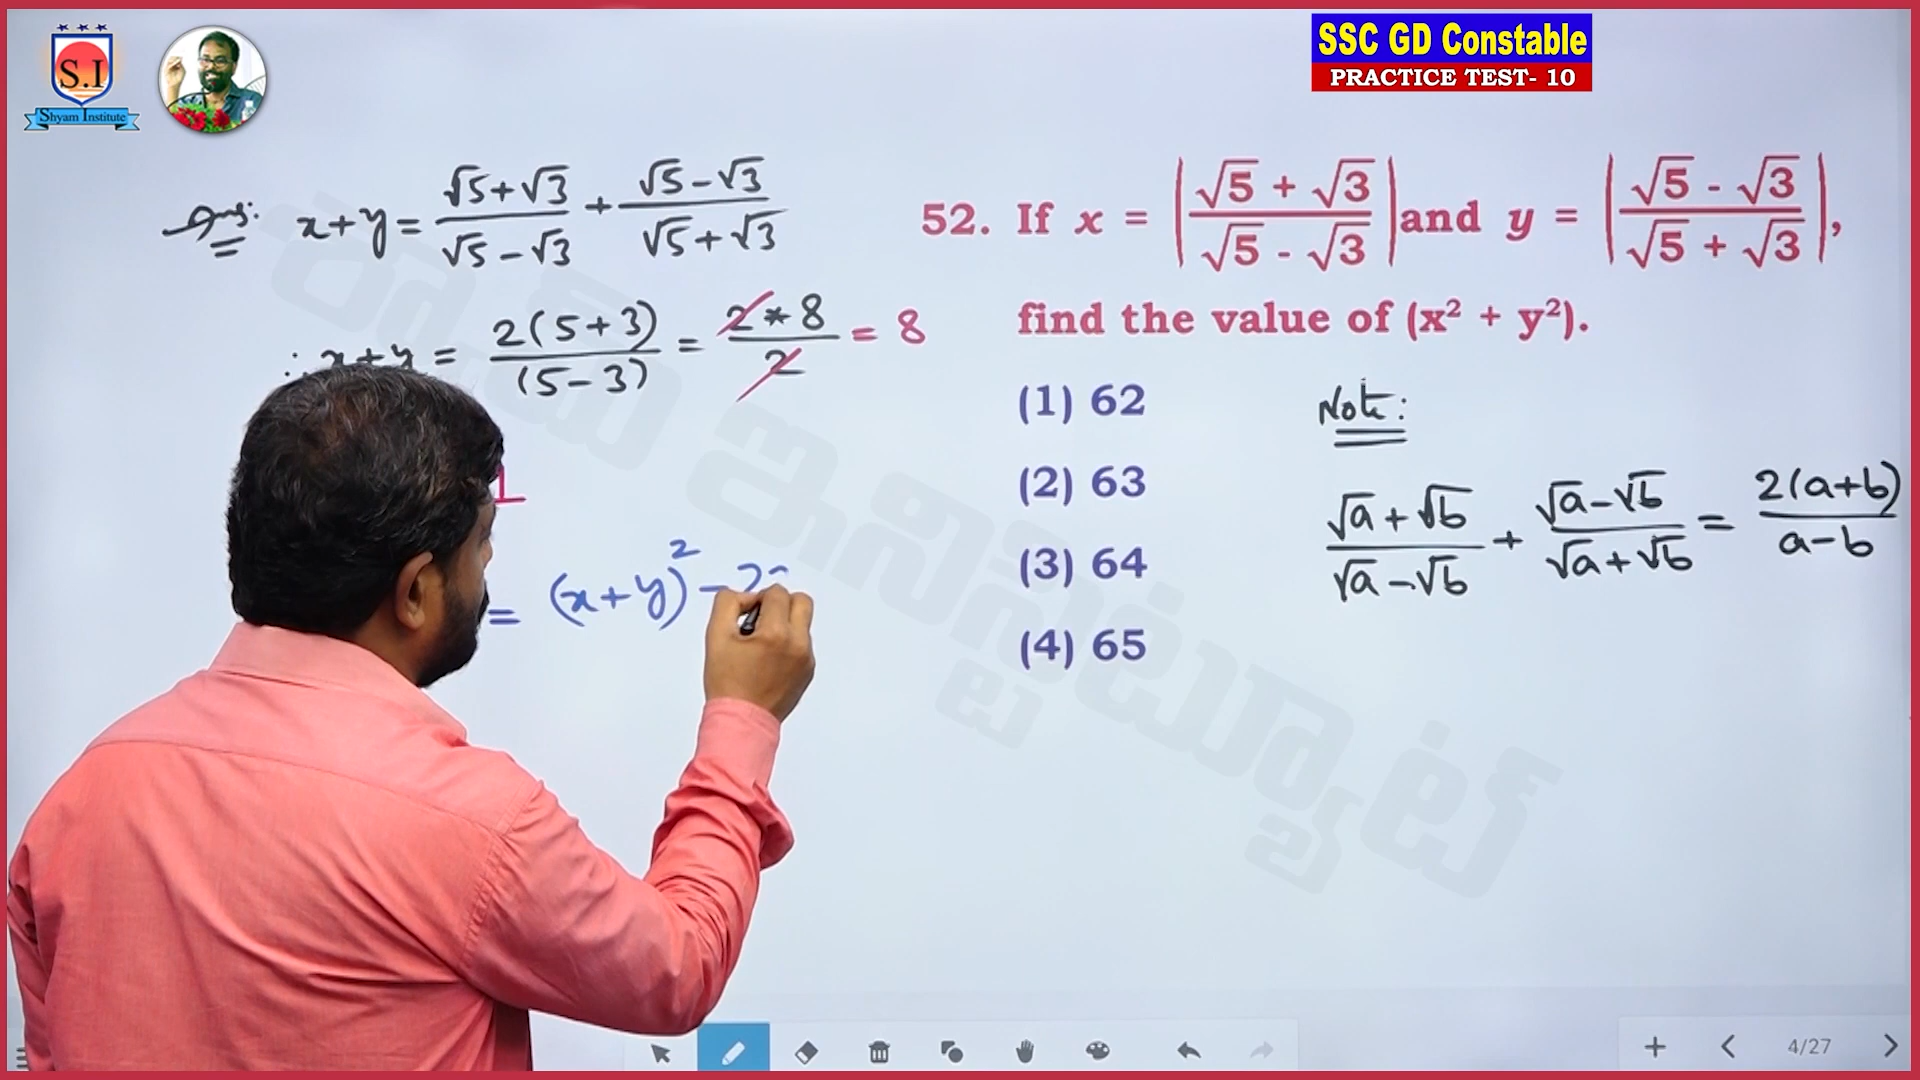 S.I
Shyam Institute
SSC GD Constable
PRACTICE TEST- 10
Ans: x+y = (√5+√3)/(√5-√3) + (√5-√3)/(√5+√3)
∴ x+y = 2(5+3)/(5-3) = 2*8/2 = 8
1
= (x+y)² - 2
52. If x = |(√5 + √3)/(√5 - √3)| and y = |(√5 - √3)/(√5 + √3)|,
find the value of (x² + y²).
(1) 62
(2) 63
(3) 64
(4) 65
Note:
(√a+√b)/(√a-√b) + (√a-√b)/(√a+√b) = 2(a+b)/(a-b)
4/27